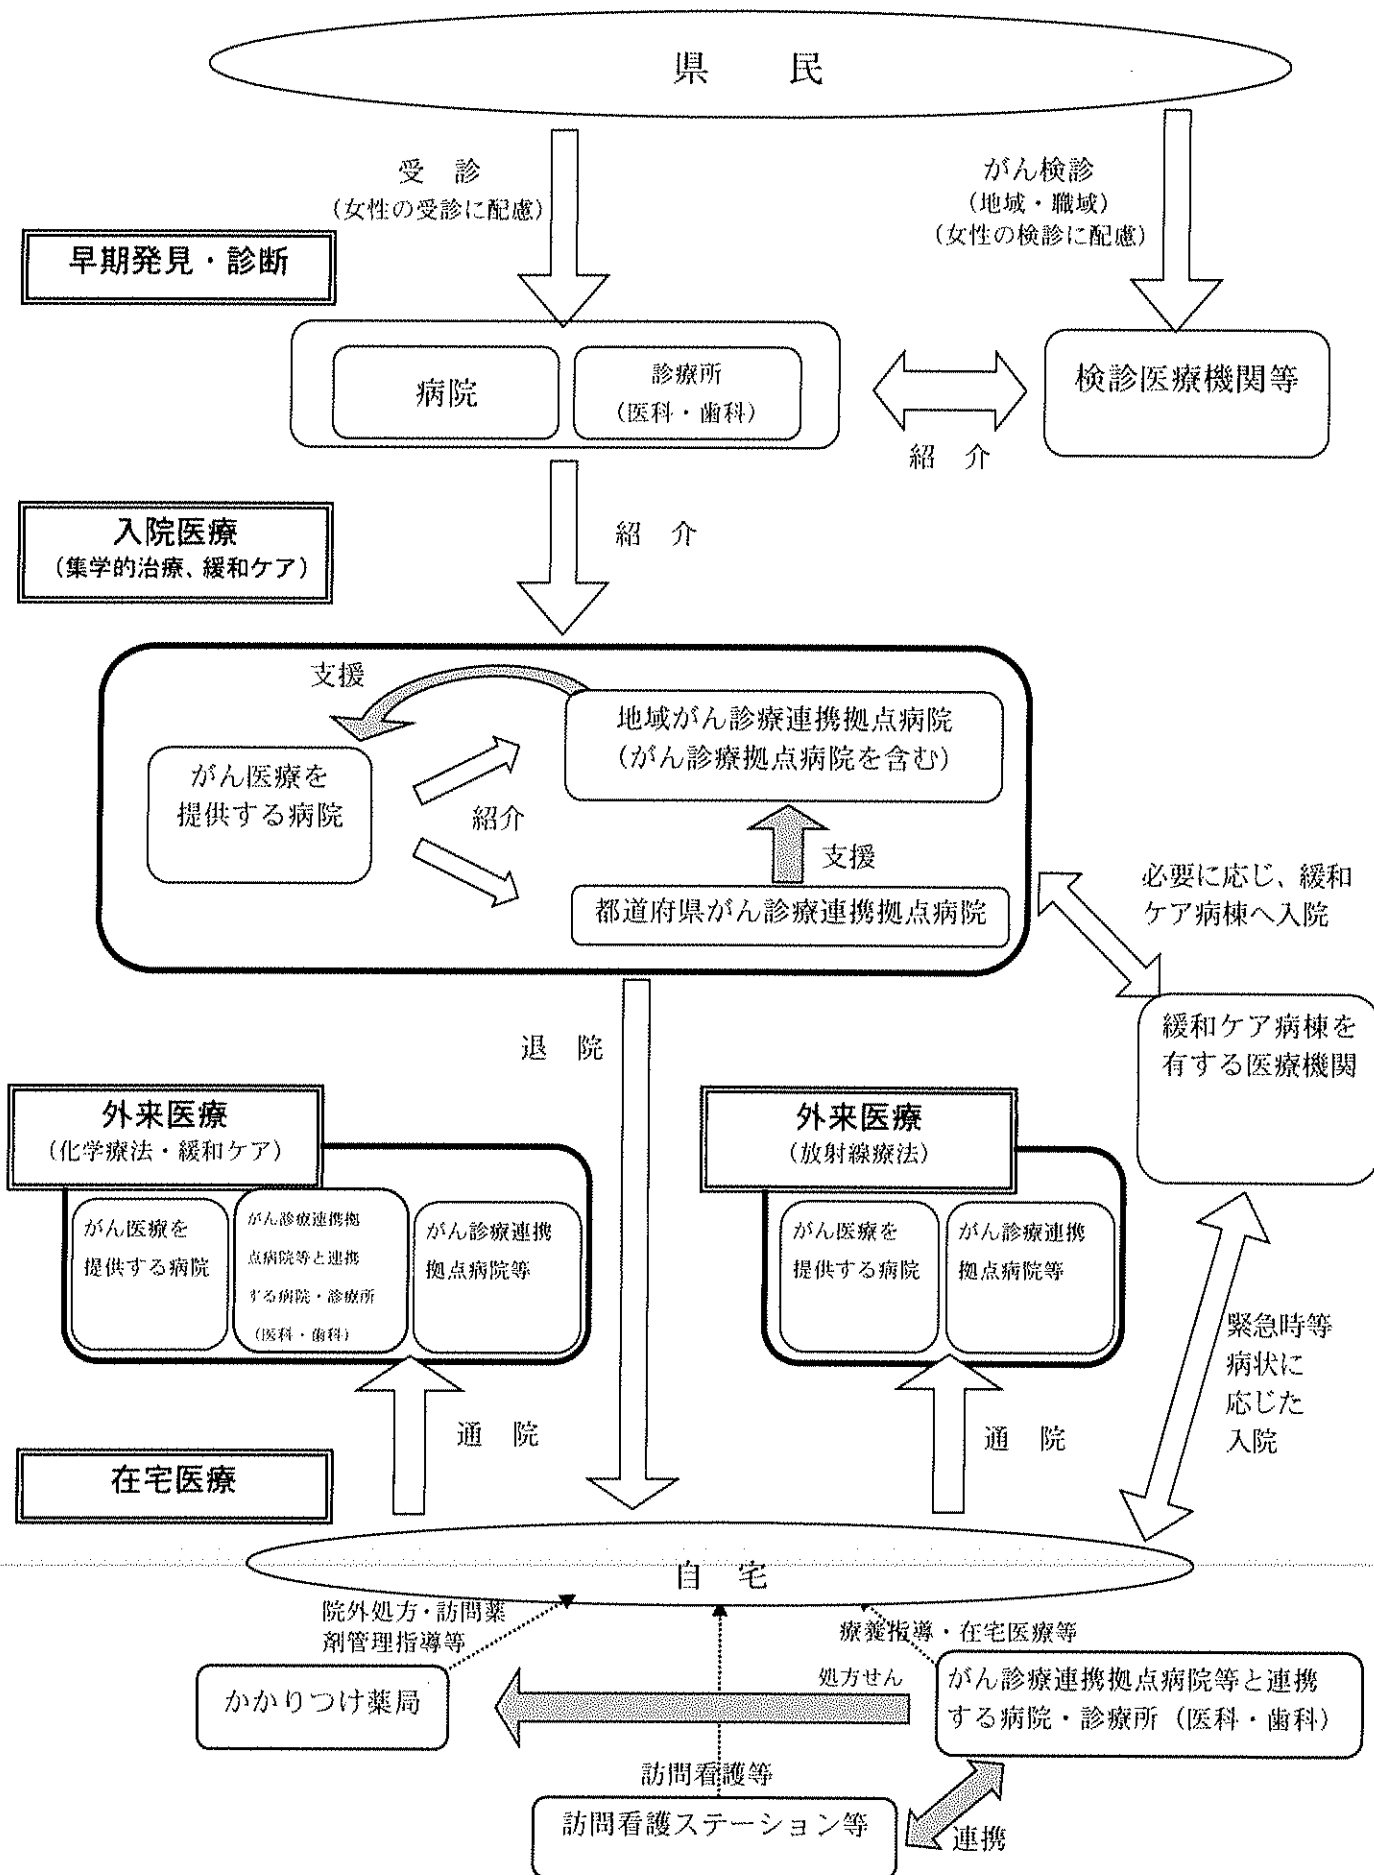 県　民
受　診
(女性の受診に配慮)
がん検診
(地域・職域)
(女性の検診に配慮)
早期発見・診断
病院
診療所
(医科・歯科)
検診医療機関等
紹　介
入院医療
(集学的治療、緩和ケア)
紹　介
支援
地域がん診療連携拠点病院
(がん診療拠点病院を含む)
がん医療を
提供する病院
紹介
支援
都道府県がん診療連携拠点病院
必要に応じ、緩和
ケア病棟へ入院
緩和ケア病棟を
有する医療機関
退　院
外来医療
(化学療法・緩和ケア)
がん医療を
提供する病院
がん診療連携拠
点病院等と連携
する病院・診療所
(医科・歯科)
がん診療連携
拠点病院等
外来医療
(放射線療法)
がん医療を
提供する病院
がん診療連携
拠点病院等
緊急時等
病状に
応じた
入院
通　院
通　院
在宅医療
自　宅
院外処方・訪問薬
剤管理指導等
療養指導・在宅医療等
かかりつけ薬局
処方せん
がん診療連携拠点病院等と連携
する病院・診療所（医科・歯科）
訪問看護等
訪問看護ステーション等
連携